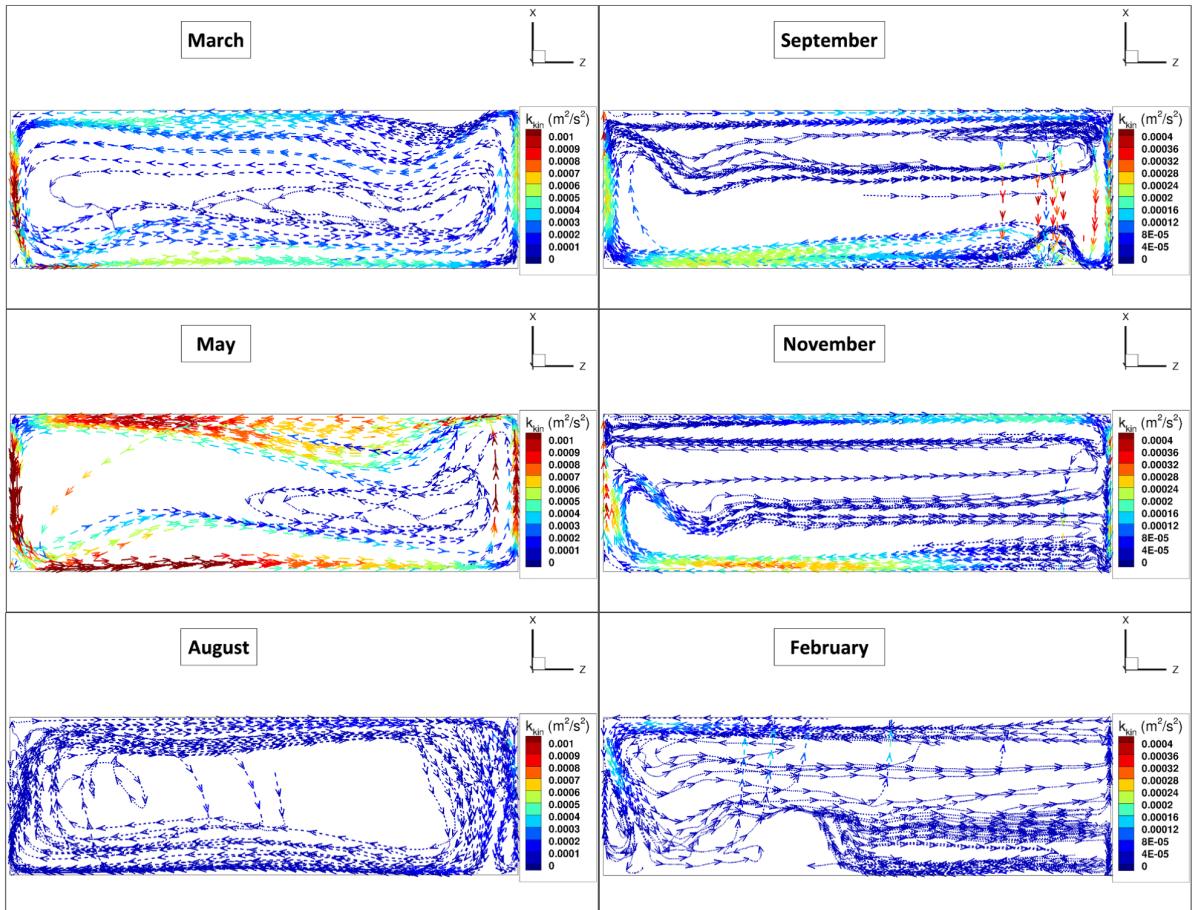 March
X
Z
k_kin (m²/s²)
0.001
0.0009
0.0008
0.0007
0.0006
0.0005
0.0004
0.0003
0.0002
0.0001
0
September
X
Z
k_kin (m²/s²)
0.0004
0.00036
0.00032
0.00028
0.00024
0.0002
0.00016
0.00012
8E-05
4E-05
0
May
X
Z
k_kin (m²/s²)
0.001
0.0009
0.0008
0.0007
0.0006
0.0005
0.0004
0.0003
0.0002
0.0001
0
November
X
Z
k_kin (m²/s²)
0.0004
0.00036
0.00032
0.00028
0.00024
0.0002
0.00016
0.00012
8E-05
4E-05
0
August
X
Z
k_kin (m²/s²)
0.001
0.0009
0.0008
0.0007
0.0006
0.0005
0.0004
0.0003
0.0002
0.0001
0
February
X
Z
k_kin (m²/s²)
0.0004
0.00036
0.00032
0.00028
0.00024
0.0002
0.00016
0.00012
8E-05
4E-05
0